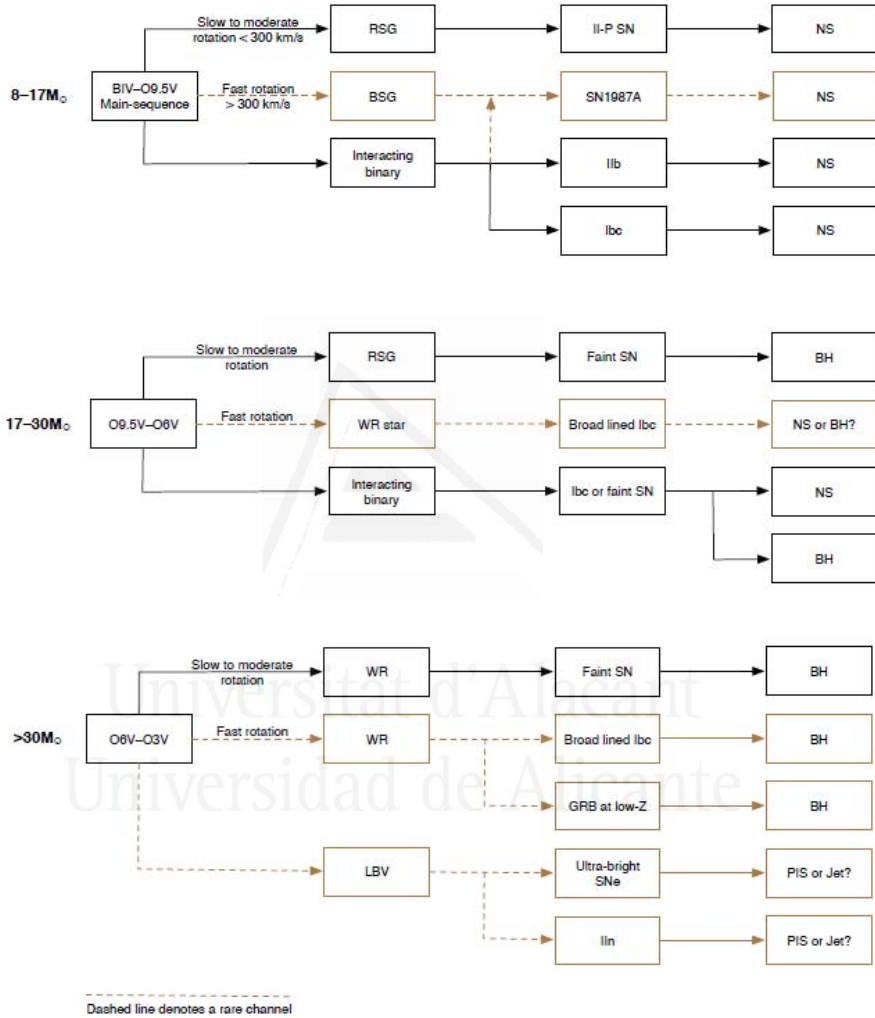 Slow to moderate
rotation < 300 km/s
RSG
II-P SN
NS
8–17M☉
BIV–O9.5V
Main-sequence
Fast rotation
> 300 km/s
BSG
SN1987A
NS
Interacting
binary
IIb
NS
Ibc
NS
Slow to moderate
rotation
RSG
Faint SN
BH
17–30M☉
O9.5V–O6V
Fast rotation
WR star
Broad lined Ibc
NS or BH?
Interacting
binary
Ibc or faint SN
NS
BH
Slow to moderate
rotation
WR
Faint SN
BH
Universitat d'Alacant
>30M☉
O6V–O3V
Fast rotation
WR
Broad lined Ibc
BH
Universidad de Alicante
GRB at low-Z
BH
LBV
Ultra-bright
SNe
PIS or Jet?
IIn
PIS or Jet?
Dashed line denotes a rare channel